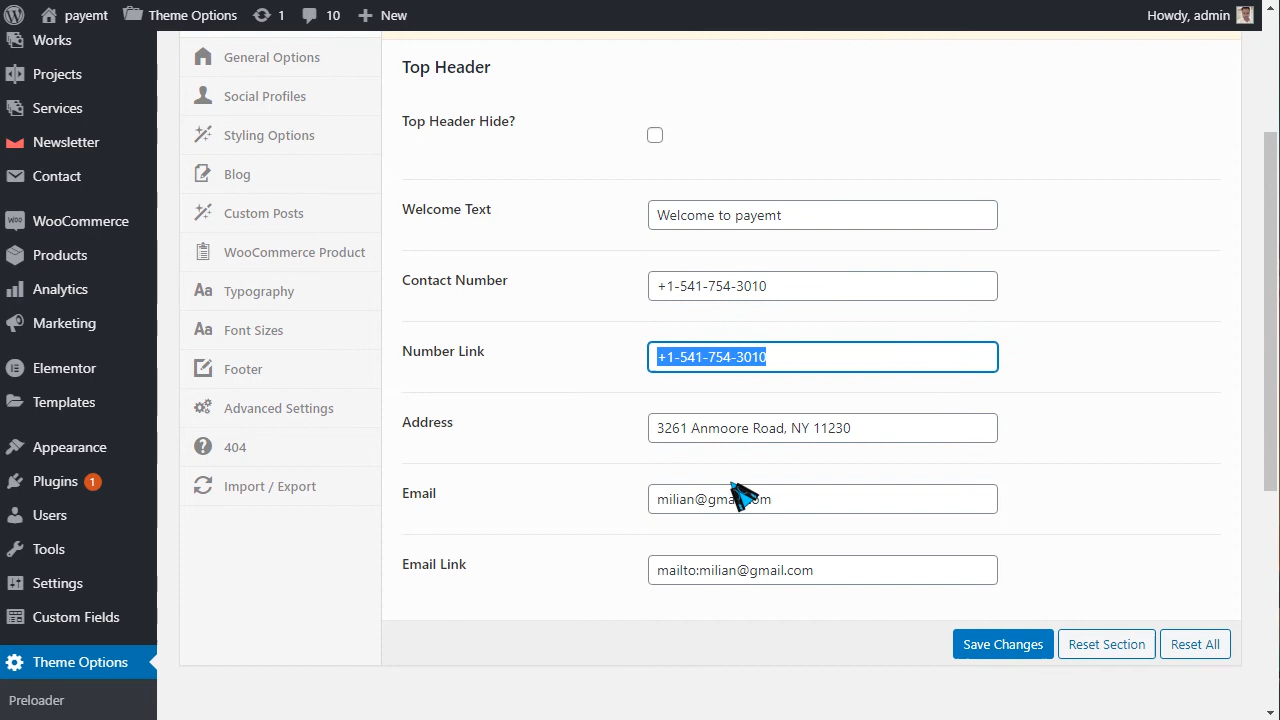 payemt
Theme Options
1
10
New
Howdy, admin
Works
Projects
Services
Newsletter
Contact
WooCommerce
Products
Analytics
Marketing
Elementor
Templates
Appearance
Plugins 1
Users
Tools
Settings
Custom Fields
Theme Options
Preloader
General Options
Social Profiles
Styling Options
Blog
Custom Posts
WooCommerce Product
Typography
Font Sizes
Footer
Advanced Settings
404
Import / Export
Top Header
Top Header Hide?
Welcome Text
Welcome to payemt
Contact Number
+1-541-754-3010
Number Link
+1-541-754-3010
Address
3261 Anmoore Road, NY 11230
Email
Email Link
mailto:milian@gmail.com
Save Changes
Reset Section
Reset All